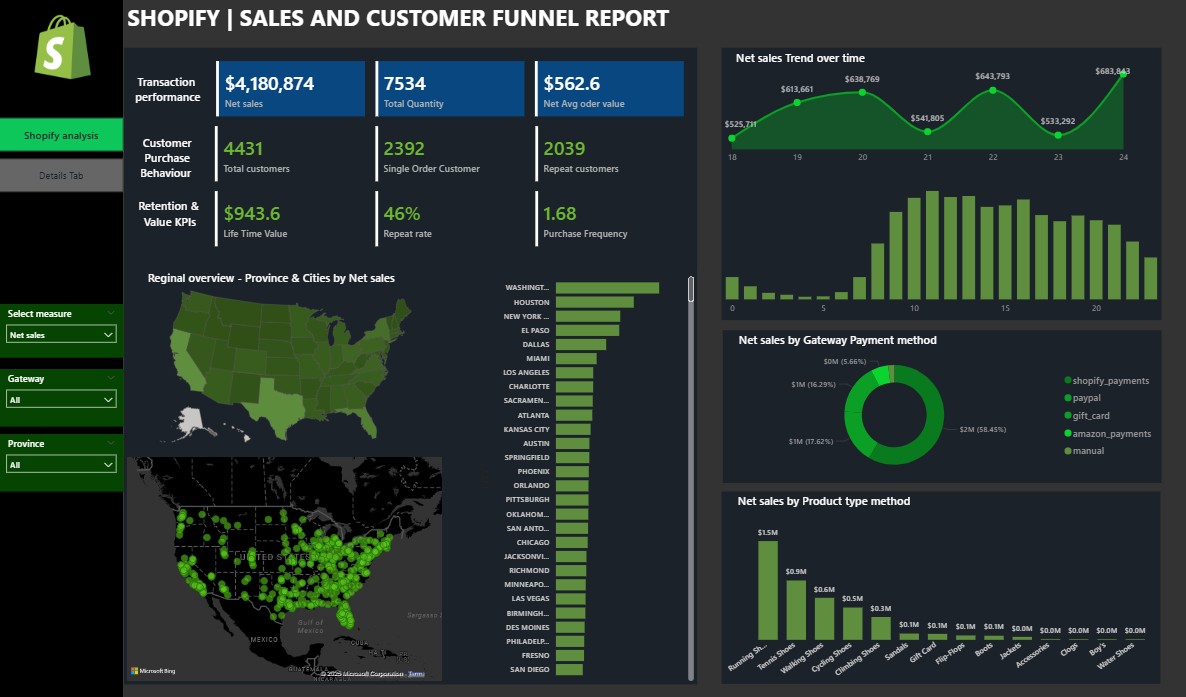 SHOPIFY | SALES AND CUSTOMER FUNNEL REPORT
S
Shopify analysis
Details Tab
Select measure
Net sales
Gateway
All
Province
All
Transaction
performance
$4,180,874
Net sales
7534
Total Quantity
$562.6
Net Avg oder value
Customer
Purchase
Behaviour
4431
Total customers
2392
Single Order Customer
2039
Repeat customers
Retention &
Value KPIs
$943.6
Life Time Value
46%
Repeat rate
1.68
Purchase Frequency
Reginal overview - Province & Cities by Net sales
WASHINGT...
HOUSTON
NEW YORK ...
EL PASO
DALLAS
MIAMI
LOS ANGELES
CHARLOTTE
SACRAMEN...
ATLANTA
KANSAS CITY
AUSTIN
SPRINGFIELD
PHOENIX
ORLANDO
PITTSBURGH
OKLAHOM...
SAN ANTO...
CHICAGO
JACKSONVI...
RICHMOND
MINNEAPO...
LAS VEGAS
BIRMINGH...
DES MOINES
PHILADELP...
FRESNO
SAN DIEGO
UNITED STATES
Gulf of
Mexico
MEXICO
CUBA
HAITI
GUATEMALA
NICARAGUA
Sargasso
Microsoft Bing
© 2025 Microsoft Corporation Terms
Net sales Trend over time
$525,711
$613,661
$638,769
$541,805
$643,793
$533,292
$683,843
18 19 20 21 22 23 24
0 5 10 15 20
Net sales by Gateway Payment method
$0M (5.66%)
$1M (16.29%)
$1M (17.62%)
$2M (58.45%)
shopify_payments
paypal
gift_card
amazon_payments
manual
Net sales by Product type method
$1.5M
$0.9M
$0.6M
$0.5M
$0.3M
$0.1M
$0.1M
$0.1M
$0.1M
$0.0M
$0.0M
$0.0M
$0.0M
$0.0M
Running Sh...
Tennis Shoes
Walking Shoes
Cycling Shoes
Climbing Shoes
Sandals
Gift Card
Flip-Flops
Boots
Jackets
Accessories
Clogs
Boy's
Water Shoes